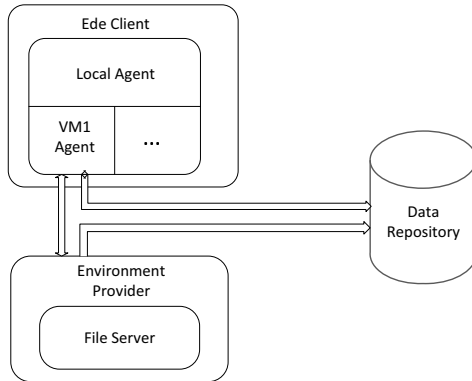 Ede Client
Local Agent
VM1
Agent
...
Data
Repository
Environment
Provider
File Server